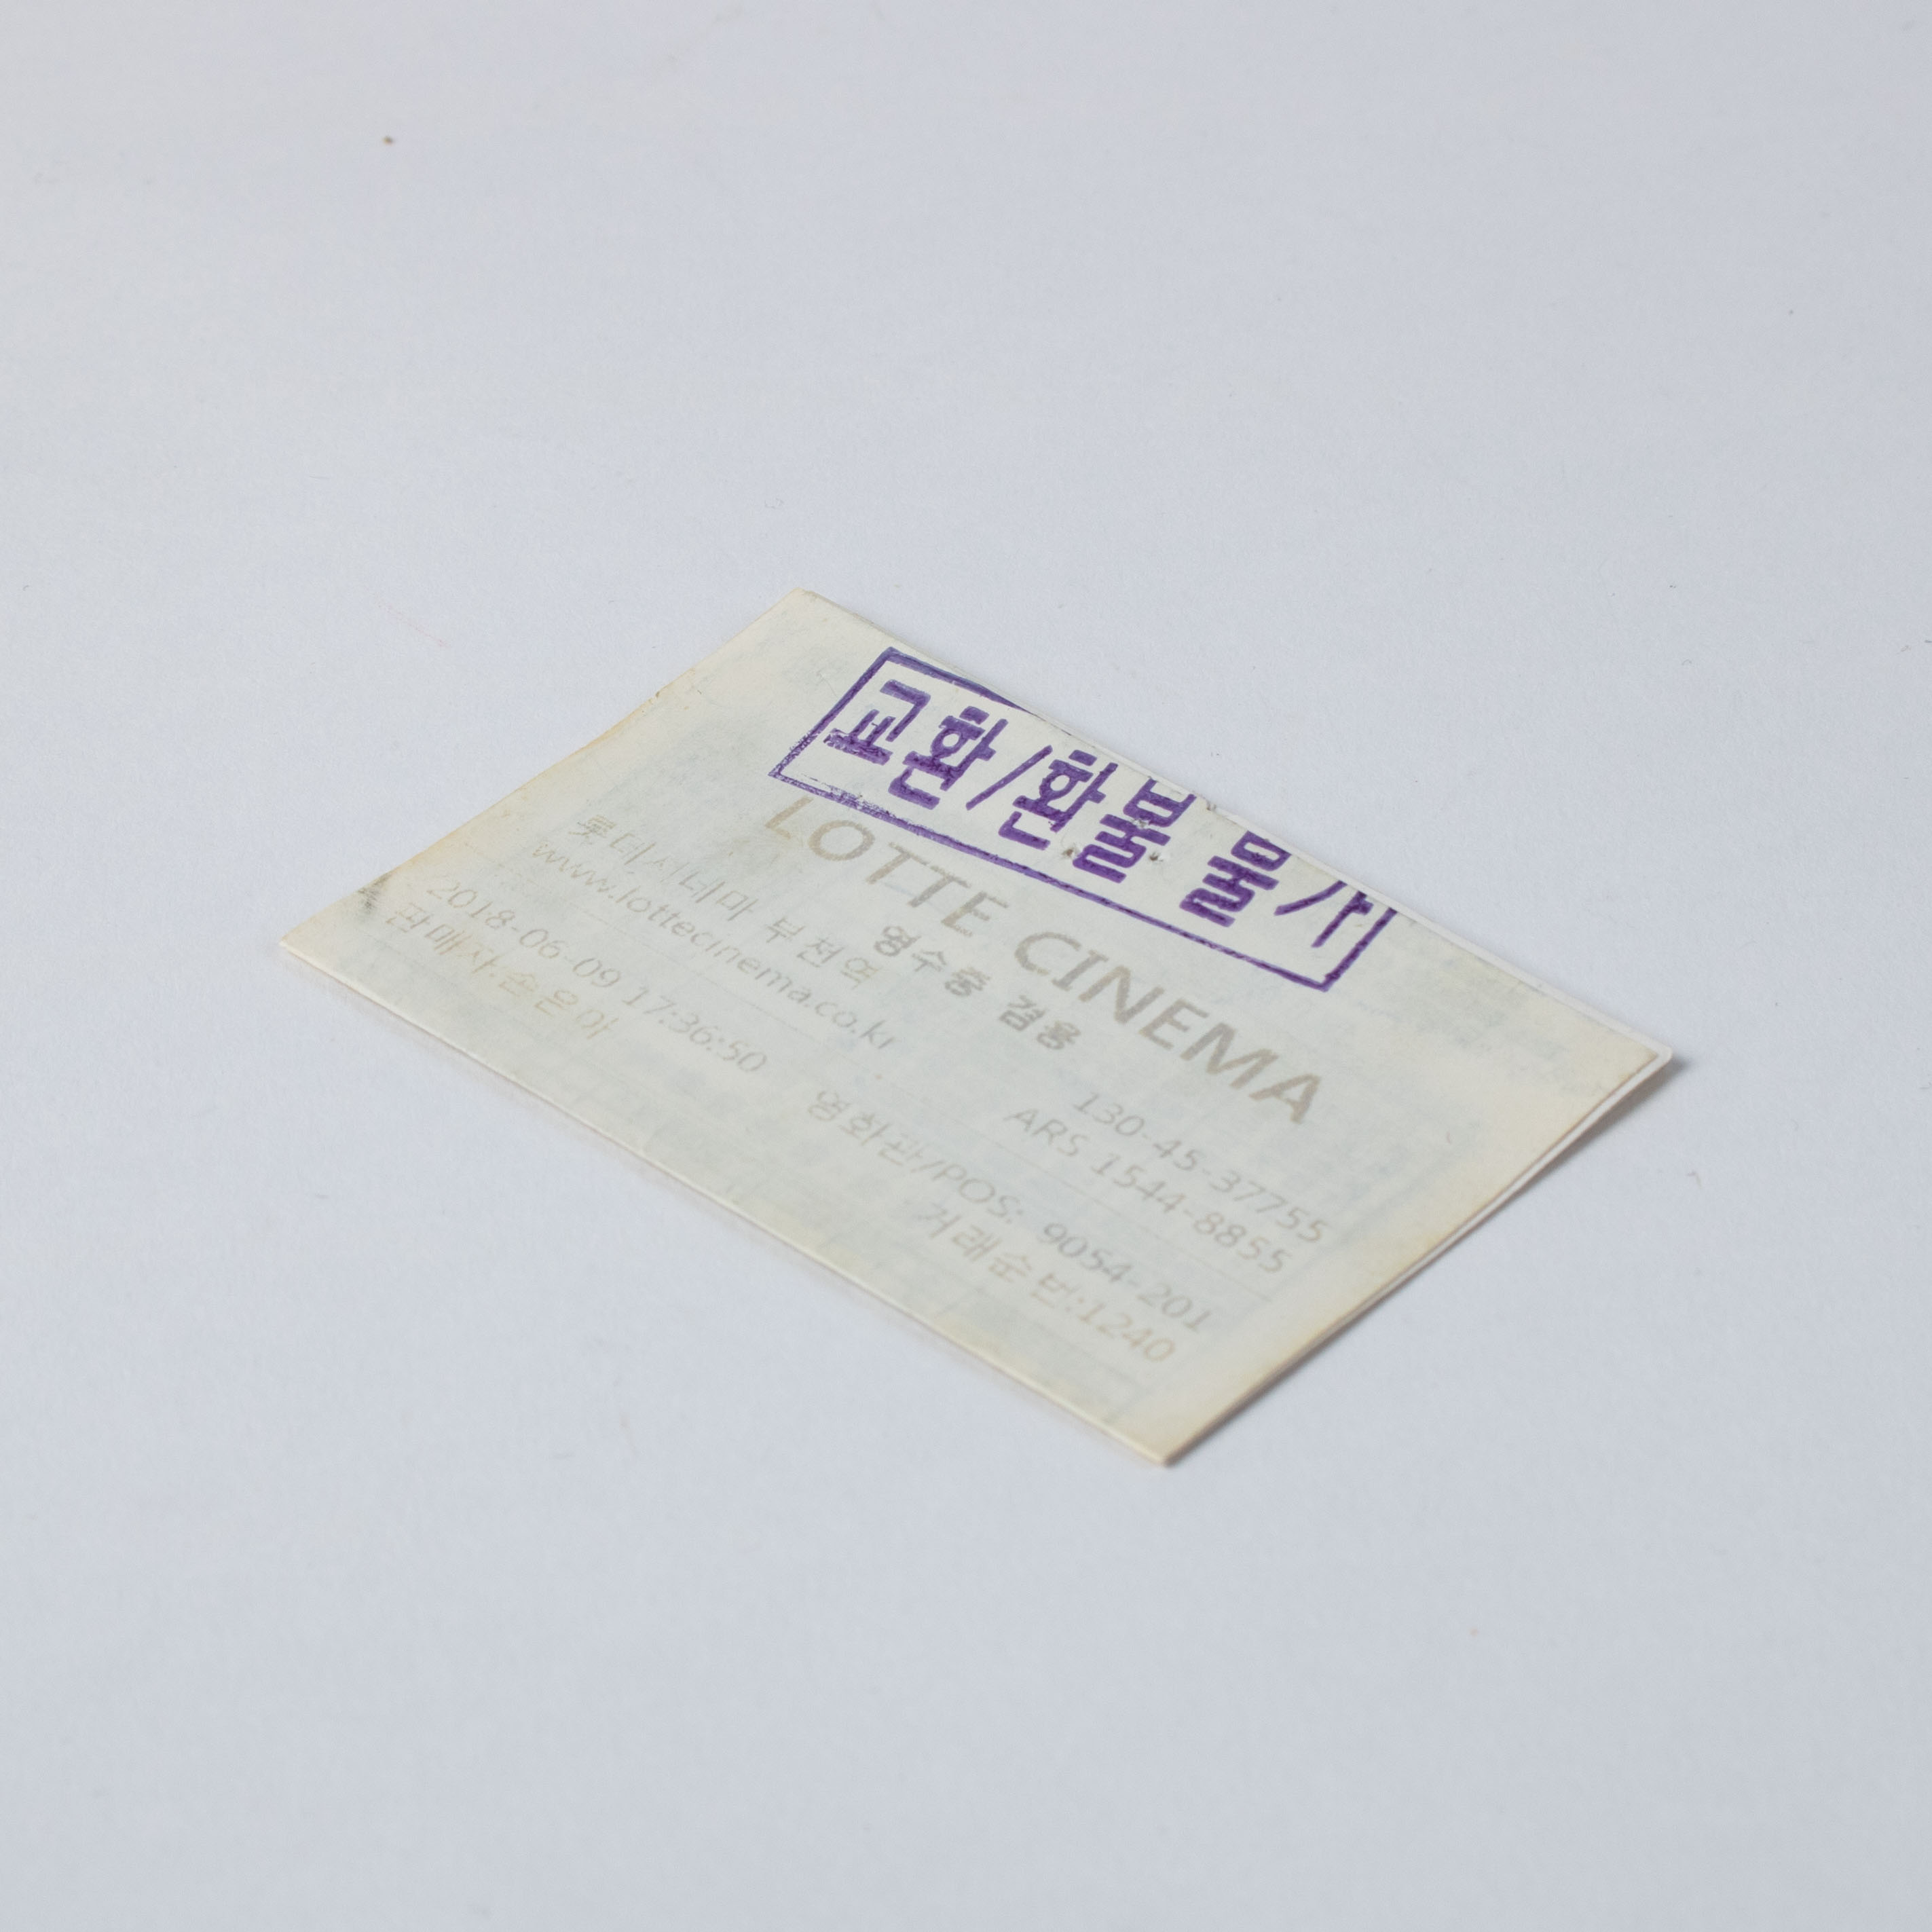 교환/환불 불가
LOTTE CINEMA
영수증 겸용
롯데시네마 부전역 130-45-37755
www.lottecinema.co.kr ARS 1544-8855
2018-06-09 17:36:50 영화관/POS: 9054-201
판매사:손은아 거래순번:1240